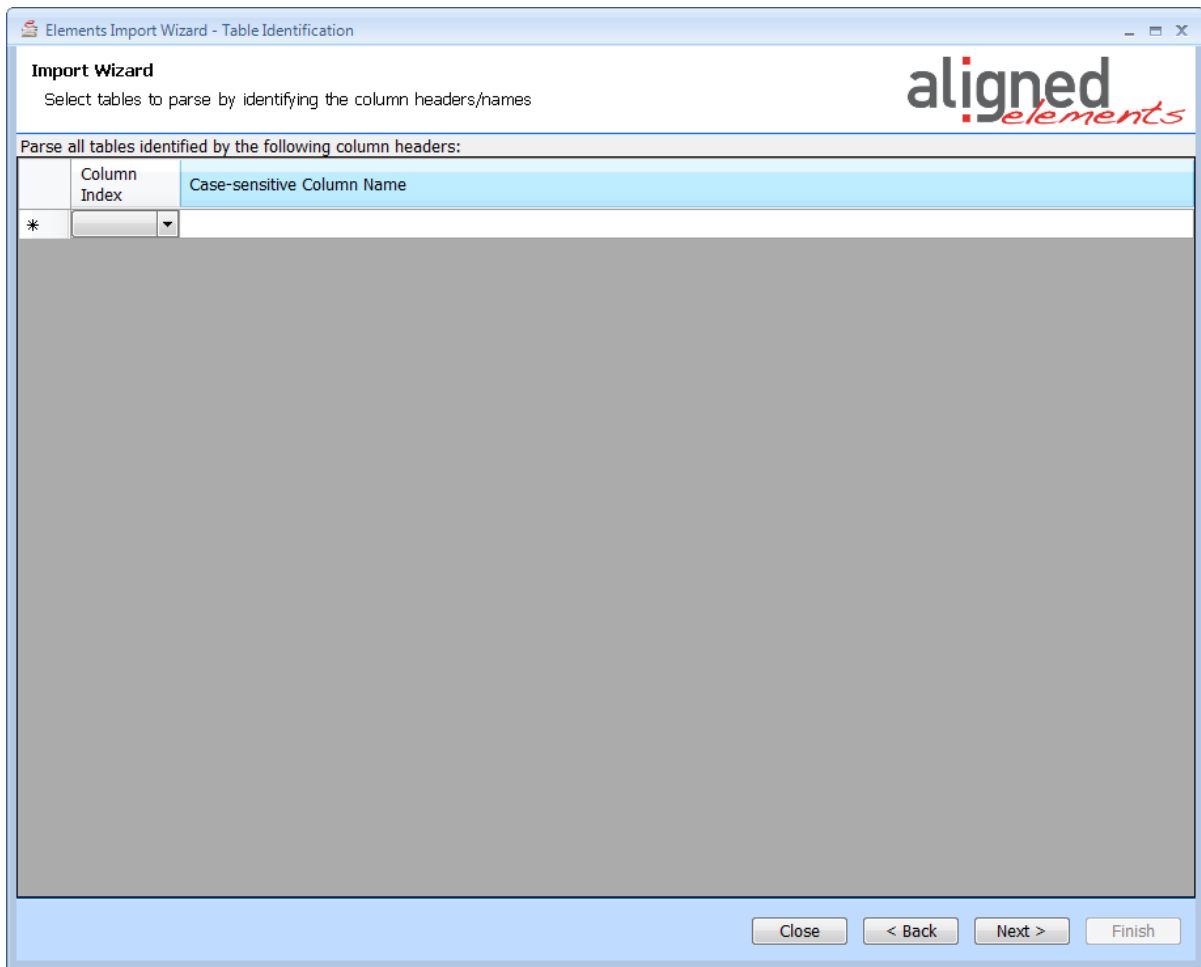 Elements Import Wizard - Table Identification
Import Wizard
Select tables to parse by identifying the column headers/names
aligned
elements
Parse all tables identified by the following column headers:
Column
Index
Case-sensitive Column Name
*
Close
< Back
Next >
Finish